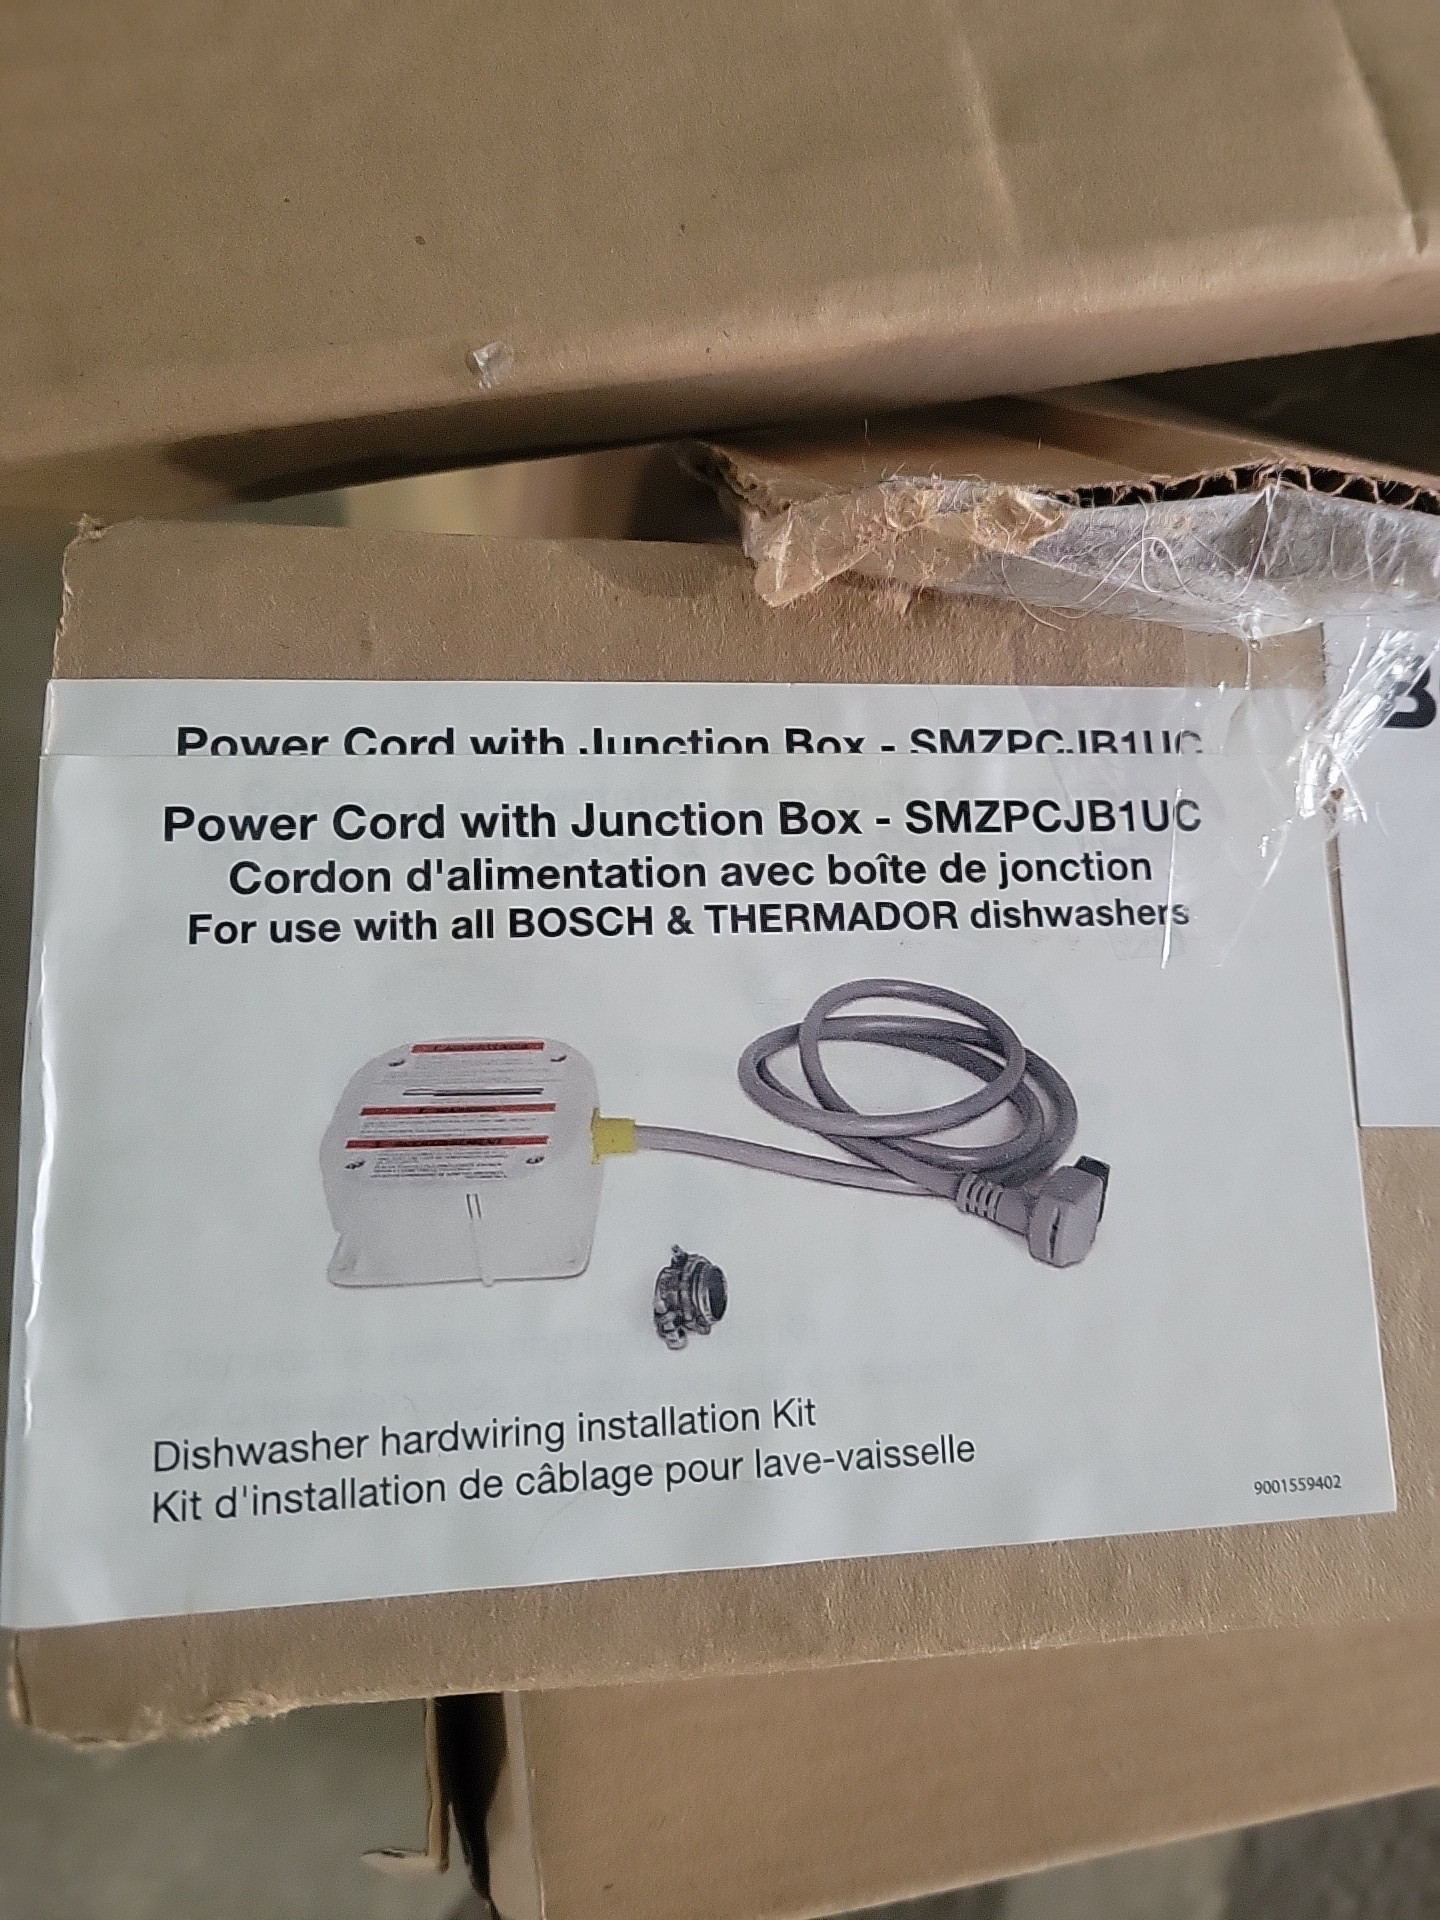 Power Cord with Junction Box - SMZPCJB1UC
Power Cord with Junction Box - SMZPCJB1UC
Cordon d'alimentation avec boîte de jonction
For use with all BOSCH & THERMADOR dishwashers
Dishwasher hardwiring installation Kit
Kit d'installation de câblage pour lave-vaisselle
9001559402